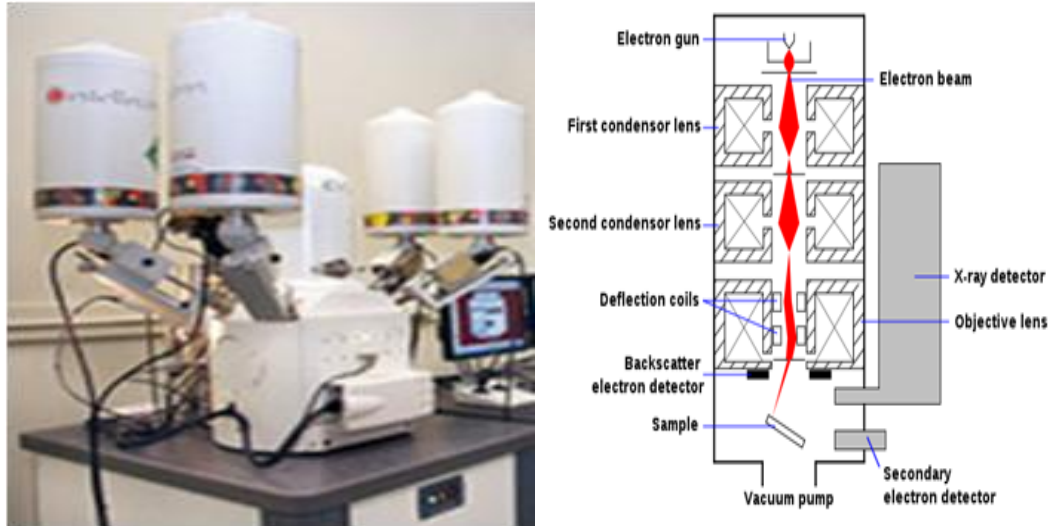 Electron gun
Electron beam
First condensor lens
Second condensor lens
X-ray detector
Deflection coils
Objective lens
Backscatter
electron detector
Sample
Secondary
electron detector
Vacuum pump